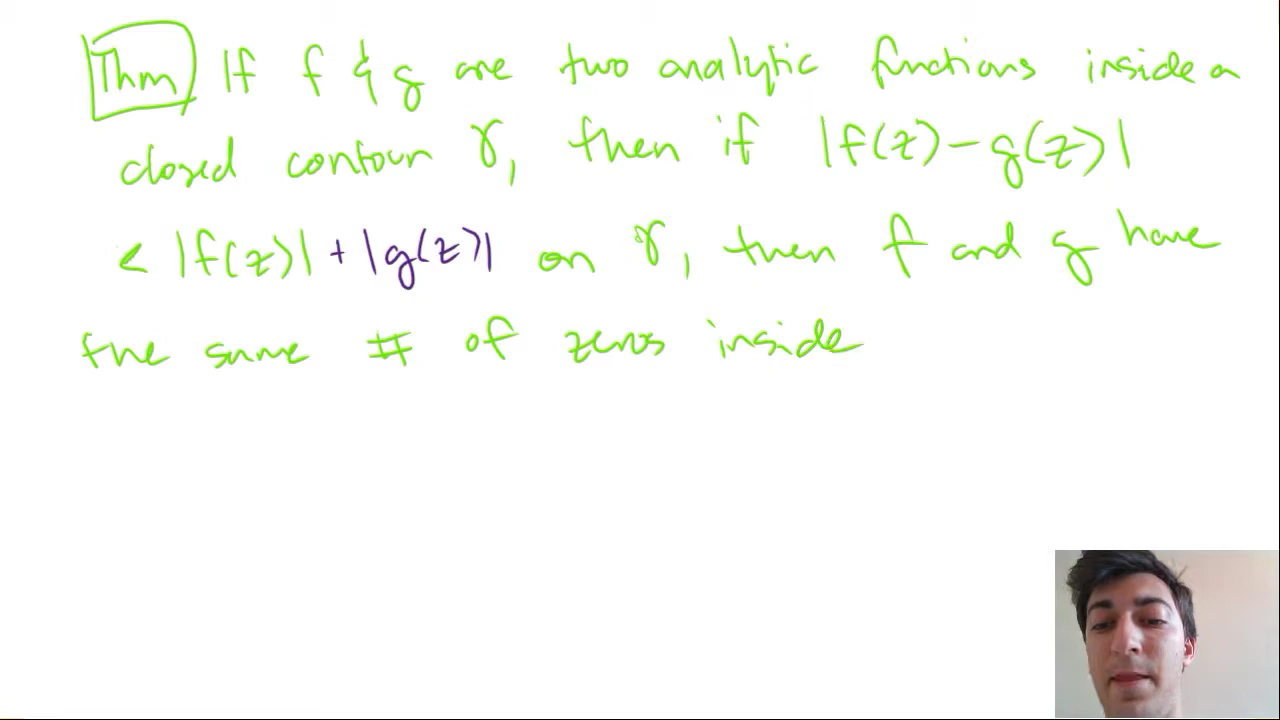 Thm If f & g are two analytic functions inside a
closed contour γ, then if |f(z)-g(z)|
< |f(z)| + |g(z)| on γ, then f and g have
the same # of zeros inside